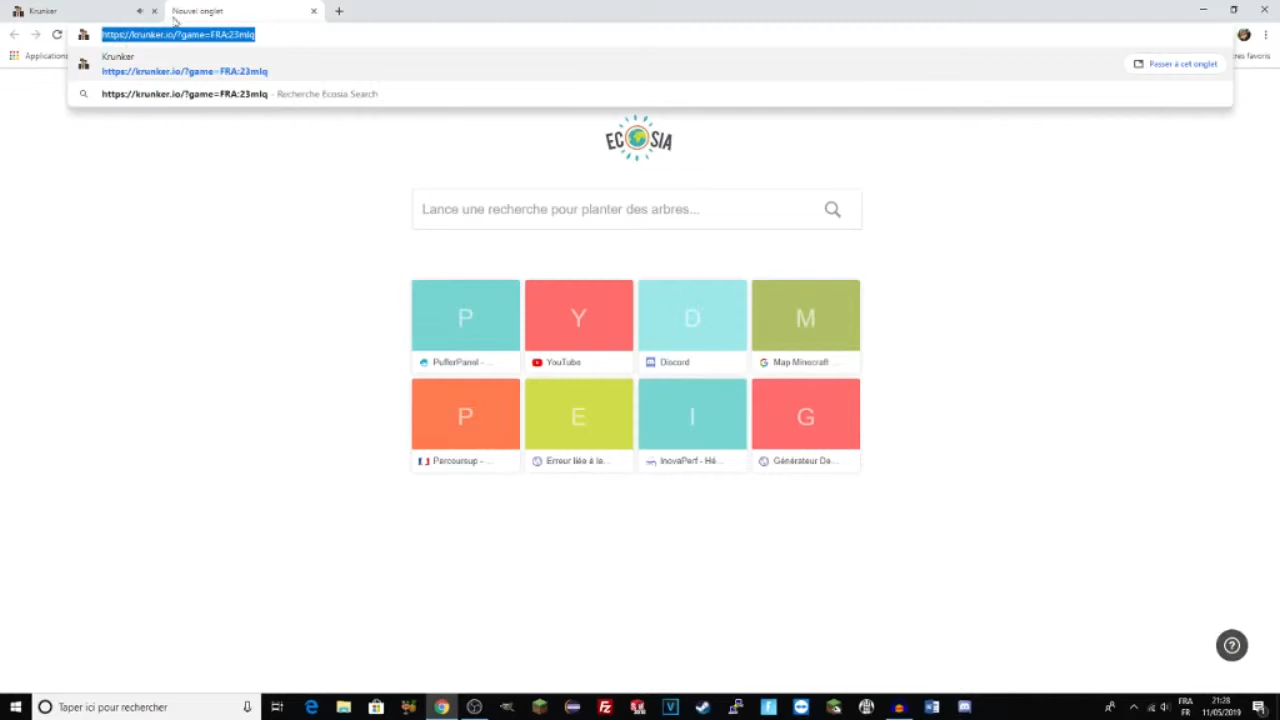 Krunker
Nouvel onglet
https://krunker.io/?game=FRA:23mlq
Applications
Krunker
https://krunker.io/?game=FRA:23mlq
Passer à cet onglet
res favoris
https://krunker.io/?game=FRA:23mlq - Recherche Ecosia Search
ECOSIA
Lance une recherche pour planter des arbres...
P
Y
D
M
PufferPanel - ...
YouTube
Discord
Map Minecraft ...
P
E
I
G
Parcoursup - ...
Erreur liée à la...
InovaPerf - Hé...
Générateur De...
Taper ici pour rechercher
FRA
FR
21:28
11/05/2019